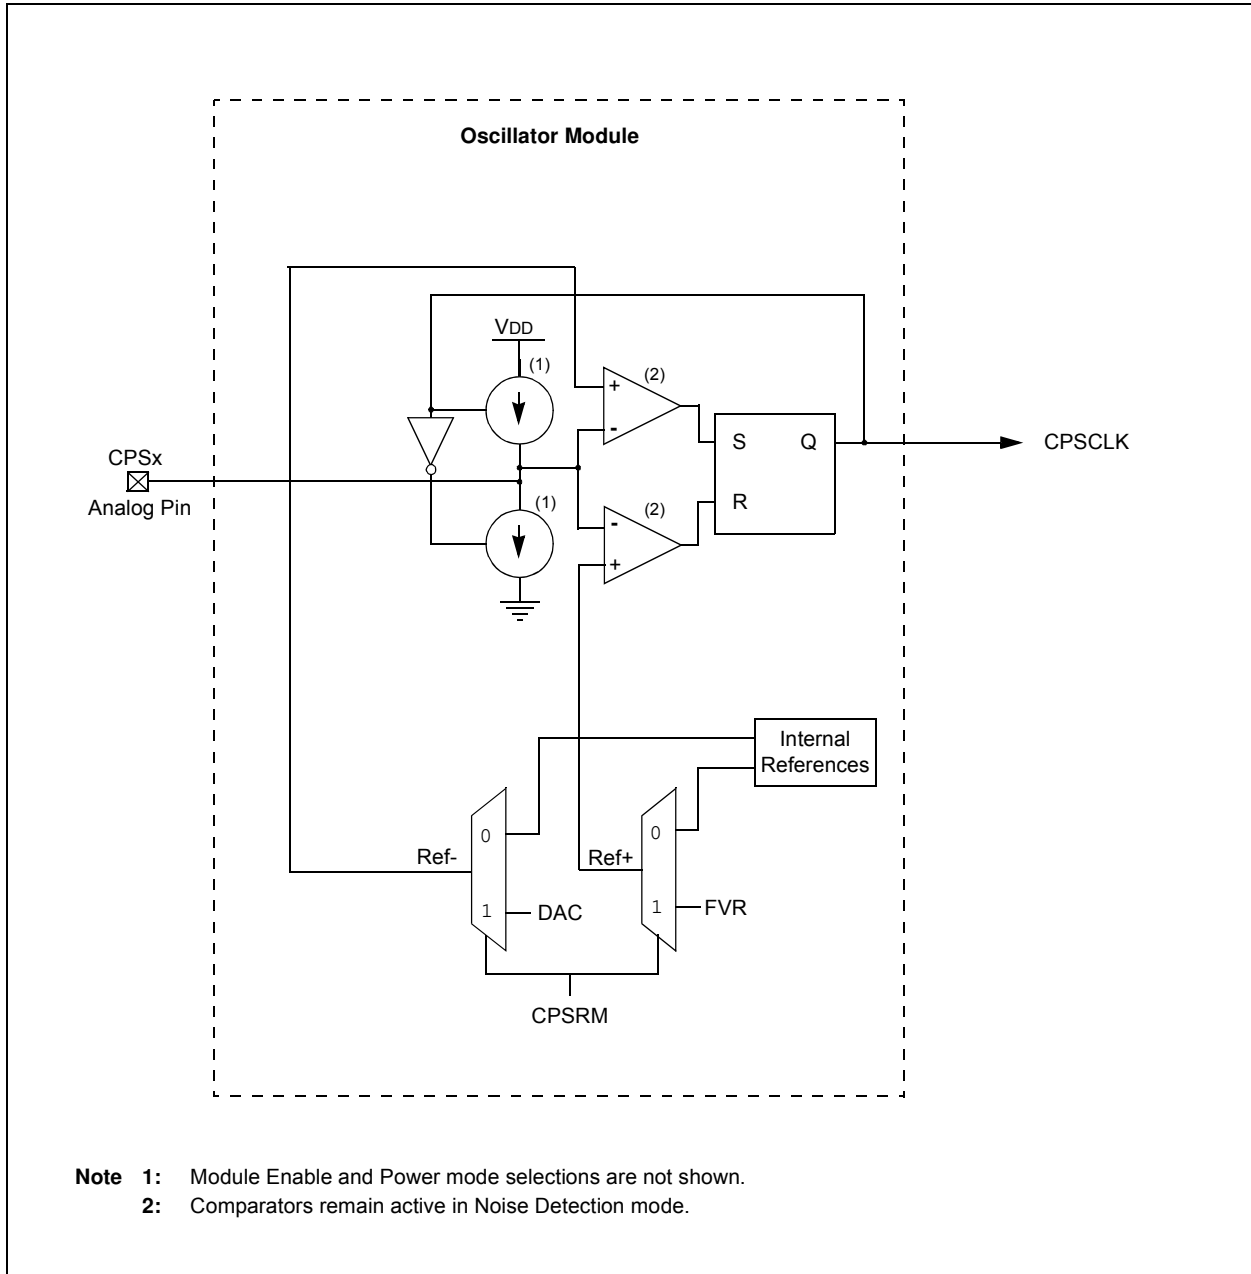 Oscillator Module
VDD
(1)
(2)
+
-
S Q
CPSCLK
CPSx
Analog Pin
(1)
(2)
R
-
+
Internal
References
0
0
Ref-
Ref+
1
DAC
1
FVR
CPSRM
Note 1: Module Enable and Power mode selections are not shown.
2: Comparators remain active in Noise Detection mode.